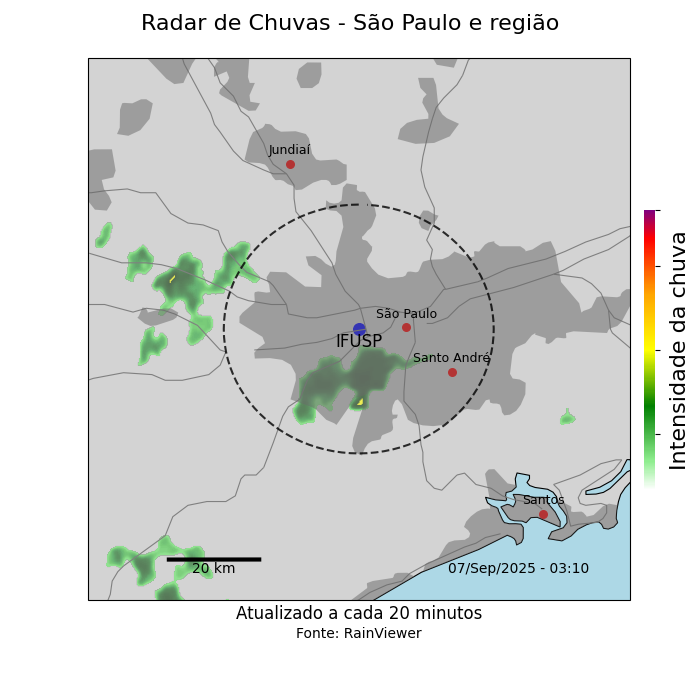 Radar de Chuvas - São Paulo e região
Jundiaí
São Paulo
IFUSP
Santo André
Intensidade da chuva
Santos
20 km
07/Sep/2025 - 03:10
Atualizado a cada 20 minutos
Fonte: RainViewer